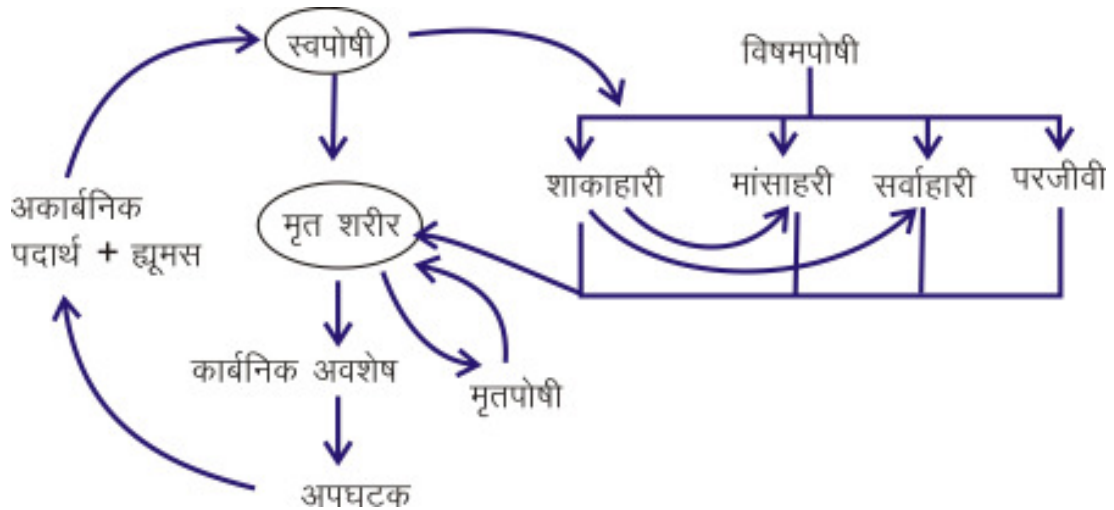 स्वपोषी
विषमपोषी
शाकाहारी
मांसाहरी
सर्वाहारी
परजीवी
अकार्बनिक
पदार्थ + ह्यूमस
मृत शरीर
कार्बनिक अवशेष
मृतपोषी
अपघटक